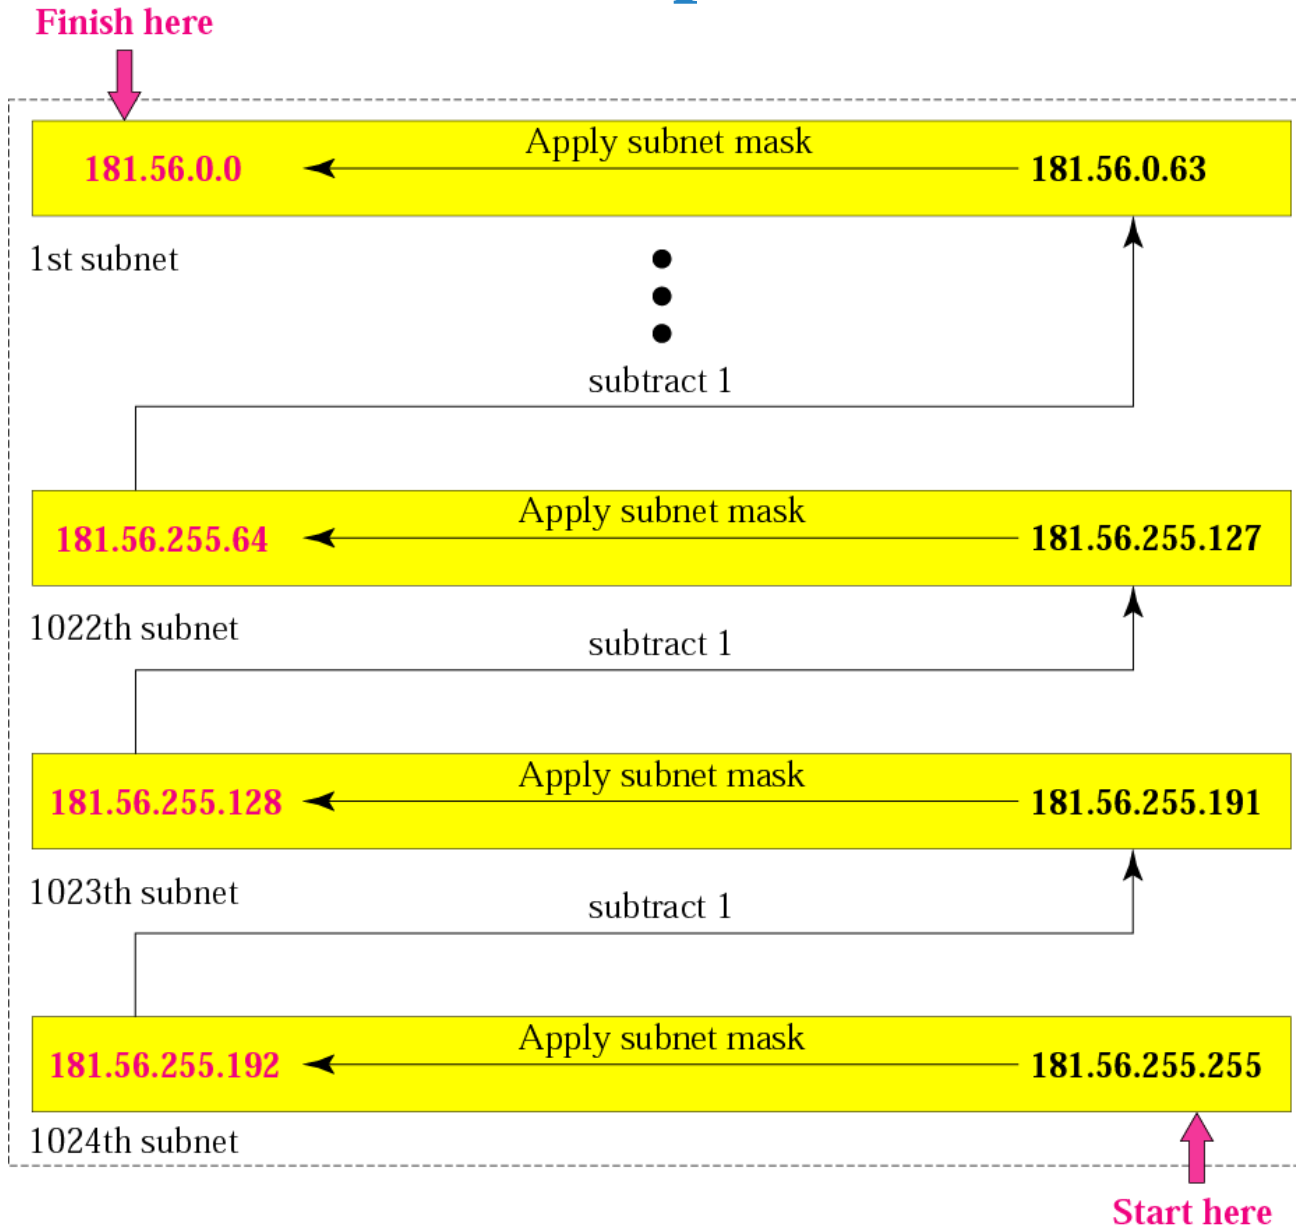 Finish here
Apply subnet mask
181.56.0.0 181.56.0.63
1st subnet
subtract 1
Apply subnet mask
181.56.255.64 181.56.255.127
1022th subnet
subtract 1
Apply subnet mask
181.56.255.128 181.56.255.191
1023th subnet
subtract 1
Apply subnet mask
181.56.255.192 181.56.255.255
1024th subnet
Start here